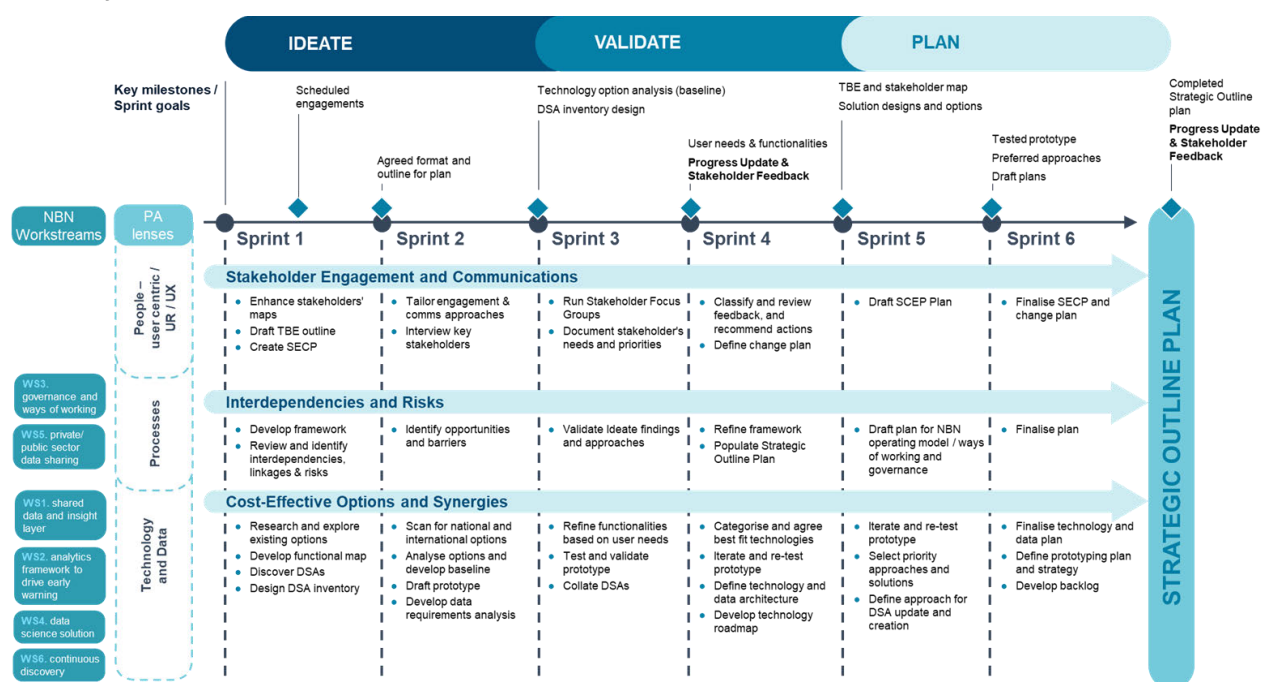 IDEATE
VALIDATE
PLAN
Key milestones /
Sprint goals
Scheduled
engagements
Agreed format and
outline for plan
Technology option analysis (baseline)
DSA inventory design
User needs & functionalities
Progress Update &
Stakeholder Feedback
TBE and stakeholder map
Solution designs and options
Tested prototype
Preferred approaches
Draft plans
Completed
Strategic Outline
plan
Progress Update
& Stakeholder
Feedback
NBN
Workstreams
PA
lenses
Sprint 1
Sprint 2
Sprint 3
Sprint 4
Sprint 5
Sprint 6
People –
user centric /
UR / UX
Stakeholder Engagement and Communications
Enhance stakeholders'
maps
Draft TBE outline
Create SECP
Tailor engagement &
comms approaches
Interview key
stakeholders
Run Stakeholder Focus
Groups
Document stakeholder's
needs and priorities
Classify and review
feedback, and
recommend actions
Define change plan
Draft SCEP Plan
Finalise SECP and
change plan
WS3.
governance and
ways of working
WS5. private/
public sector
data sharing
Processes
Interdependencies and Risks
Develop framework
Review and identify
interdependencies,
linkages & risks
Identify opportunities
and barriers
Validate Ideate findings
and approaches
Refine framework
Populate Strategic
Outline Plan
Draft plan for NBN
operating model / ways
of working and
governance
Finalise plan
WS1. shared
data and insight
layer
WS2. analytics
framework to
drive early
warning
WS4. data
science solution
WS6. continuous
discovery
Technology
and Data
Cost-Effective Options and Synergies
Research and explore
existing options
Develop functional map
Discover DSAs
Design DSA inventory
Scan for national and
international options
Analyse options and
develop baseline
Draft prototype
Develop data
requirements analysis
Refine functionalities
based on user needs
Test and validate
prototype
Collate DSAs
Categorise and agree
best fit technologies
Iterate and re-test
prototype
Define technology and
data architecture
Develop technology
roadmap
Iterate and re-test
prototype
Select priority
approaches and
solutions
Define approach for
DSA update and
creation
Finalise technology and
data plan
Define prototyping plan
and strategy
Develop backlog
STRATEGIC OUTLINE PLAN